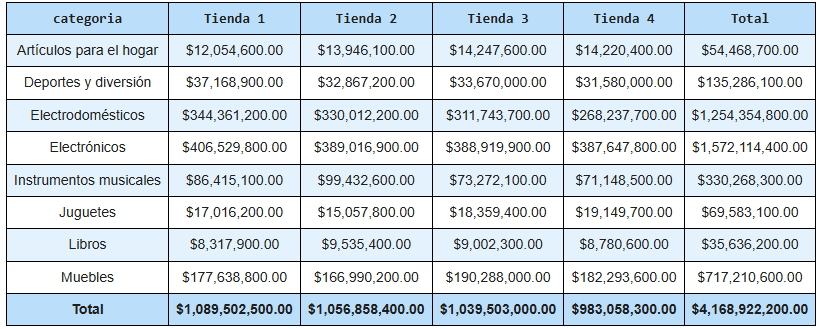 categoria Tienda 1 Tienda 2 Tienda 3 Tienda 4 Total
Artículos para el hogar $12,054,600.00 $13,946,100.00 $14,247,600.00 $14,220,400.00 $54,468,700.00
Deportes y diversión $37,168,900.00 $32,867,200.00 $33,670,000.00 $31,580,000.00 $135,286,100.00
Electrodomésticos $344,361,200.00 $330,012,200.00 $311,743,700.00 $268,237,700.00 $1,254,354,800.00
Electrónicos $406,529,800.00 $389,016,900.00 $388,919,900.00 $387,647,800.00 $1,572,114,400.00
Instrumentos musicales $86,415,100.00 $99,432,600.00 $73,272,100.00 $71,148,500.00 $330,268,300.00
Juguetes $17,016,200.00 $15,057,800.00 $18,359,400.00 $19,149,700.00 $69,583,100.00
Libros $8,317,900.00 $9,535,400.00 $9,002,300.00 $8,780,600.00 $35,636,200.00
Muebles $177,638,800.00 $166,990,200.00 $190,288,000.00 $182,293,600.00 $717,210,600.00
Total $1,089,502,500.00 $1,056,858,400.00 $1,039,503,000.00 $983,058,300.00 $4,168,922,200.00